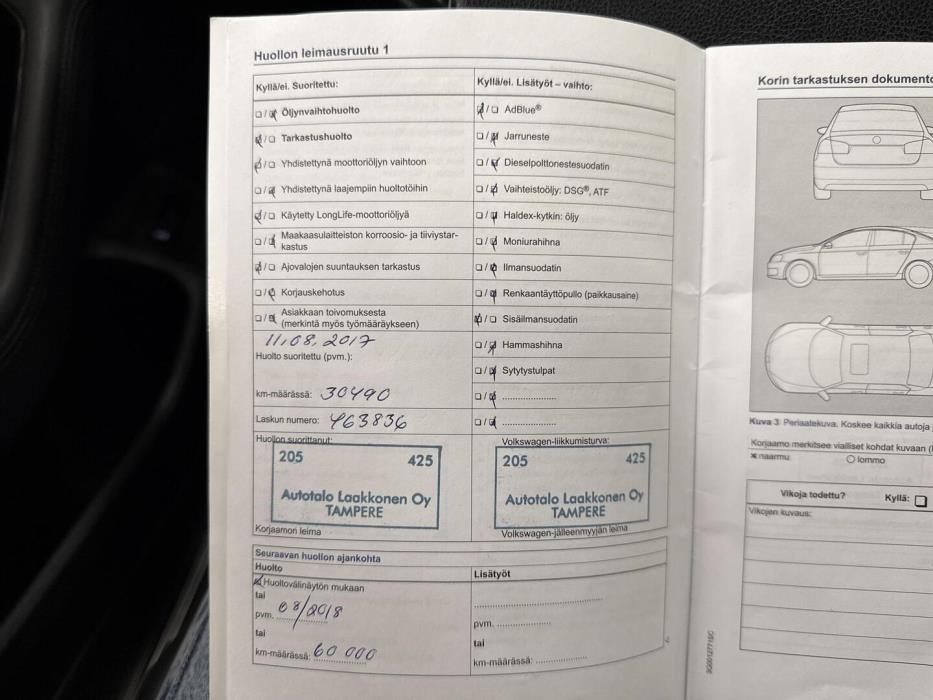 Huollon leimausruutu 1
Kyllä/ei. Suoritettu:
☐/☑ Öljynvaihtohuolto
☑/☐ Tarkastushuolto
☑/☐ Yhdistettynä moottoriöljyn vaihtoon
☐/☑ Yhdistettynä laajempiin huoltotöihin
☑/☐ Käytetty LongLife-moottoriöljyä
☐/☑ Maakaasulaitteiston korroosio- ja tiiviystar-
kastus
☑/☐ Ajovalojen suuntauksen tarkastus
☐/☑ Korjauskehotus
☐/☑ Asiakkaan toivomuksesta
(merkintä myös työmääräykseen)
11.08.2017
Huolto suoritettu (pvm.):
km-määrässä: 30490
Laskun numero: 463836
Huollon suorittanut:
205 425
Autotalo Laakkonen Oy
TAMPERE
Korjaamon leima
Kyllä/ei. Lisätyöt – vaihto:
☑/☐ AdBlue®
☐/☑ Jarruneste
☐/☑ Dieselpolttonestesuodatin
☐/☑ Vaihteistoöljy: DSG®, ATF
☐/☑ Haldex-kytkin: öljy
☐/☑ Moniurahihna
☐/☑ Ilmansuodatin
☐/☑ Renkaantäyttöpullo (paikkausaine)
☑/☐ Sisäilmansuodatin
☐/☑ Hammashihna
☐/☑ Sytytystulpat
☐/☑ ....................
☐/☑ ....................
Volkswagen-liikkumisturva:
205 425
Autotalo Laakkonen Oy
TAMPERE
Volkswagen-jälleenmyyjän leima
Seuraavan huollon ajankohta
Huolto
☑ Huoltovälinäytön mukaan
tai
pvm. 08/2018
tai
km-määrässä: 60 000
Lisätyöt
pvm. ....................
tai
km-määrässä: ....................
3G0012771SC
Korin tarkastuksen dokumento
Kuva 3 Periaatekuva. Koskee kaikkia autoja
Korjaamo merkitsee vialliset kohdat kuvaan (
× naarmu ○ lommo
Vikoja todettu? Kyllä: ☐
Vikojen kuvaus: